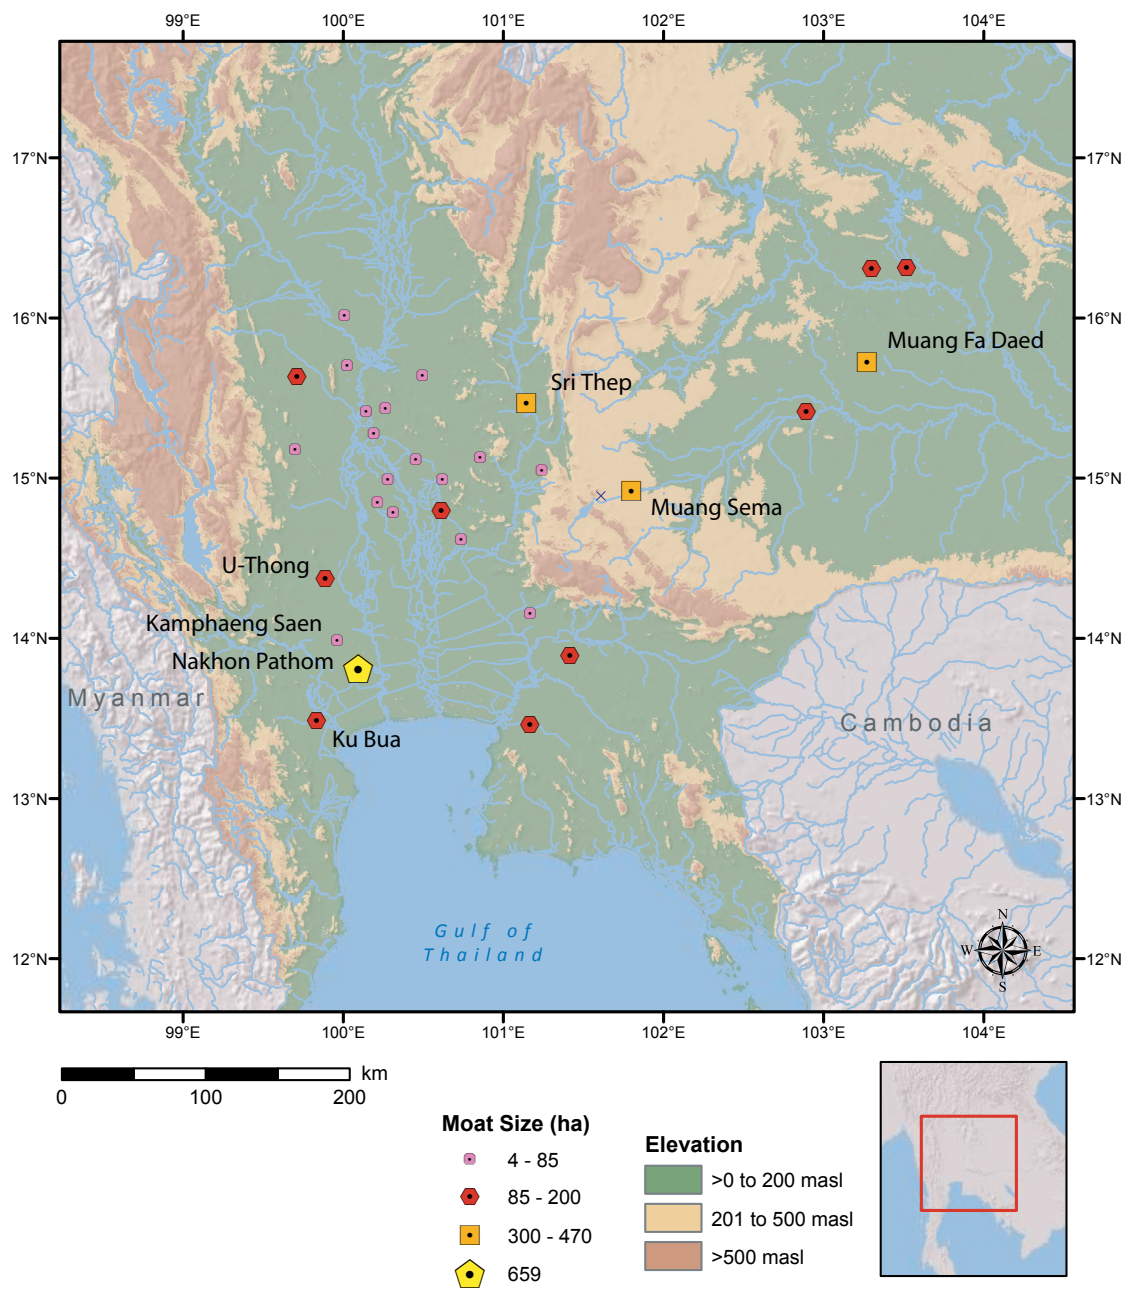 99°E 100°E 101°E 102°E 103°E 104°E
17°N 17°N
16°N 16°N
Muang Fa Daed
Sri Thep
15°N 15°N
Muang Sema
U-Thong
Kamphaeng Saen
14°N 14°N
Nakhon Pathom
Myanmar
Cambodia
Ku Bua
13°N 13°N
N
Gulf of
W E
Thailand
12°N 12°N
S
99°E 100°E 101°E 102°E 103°E 104°E
km
0 100 200
Moat Size (ha)
4 - 85
85 - 200
300 - 470
659
Elevation
>0 to 200 masl
201 to 500 masl
>500 masl